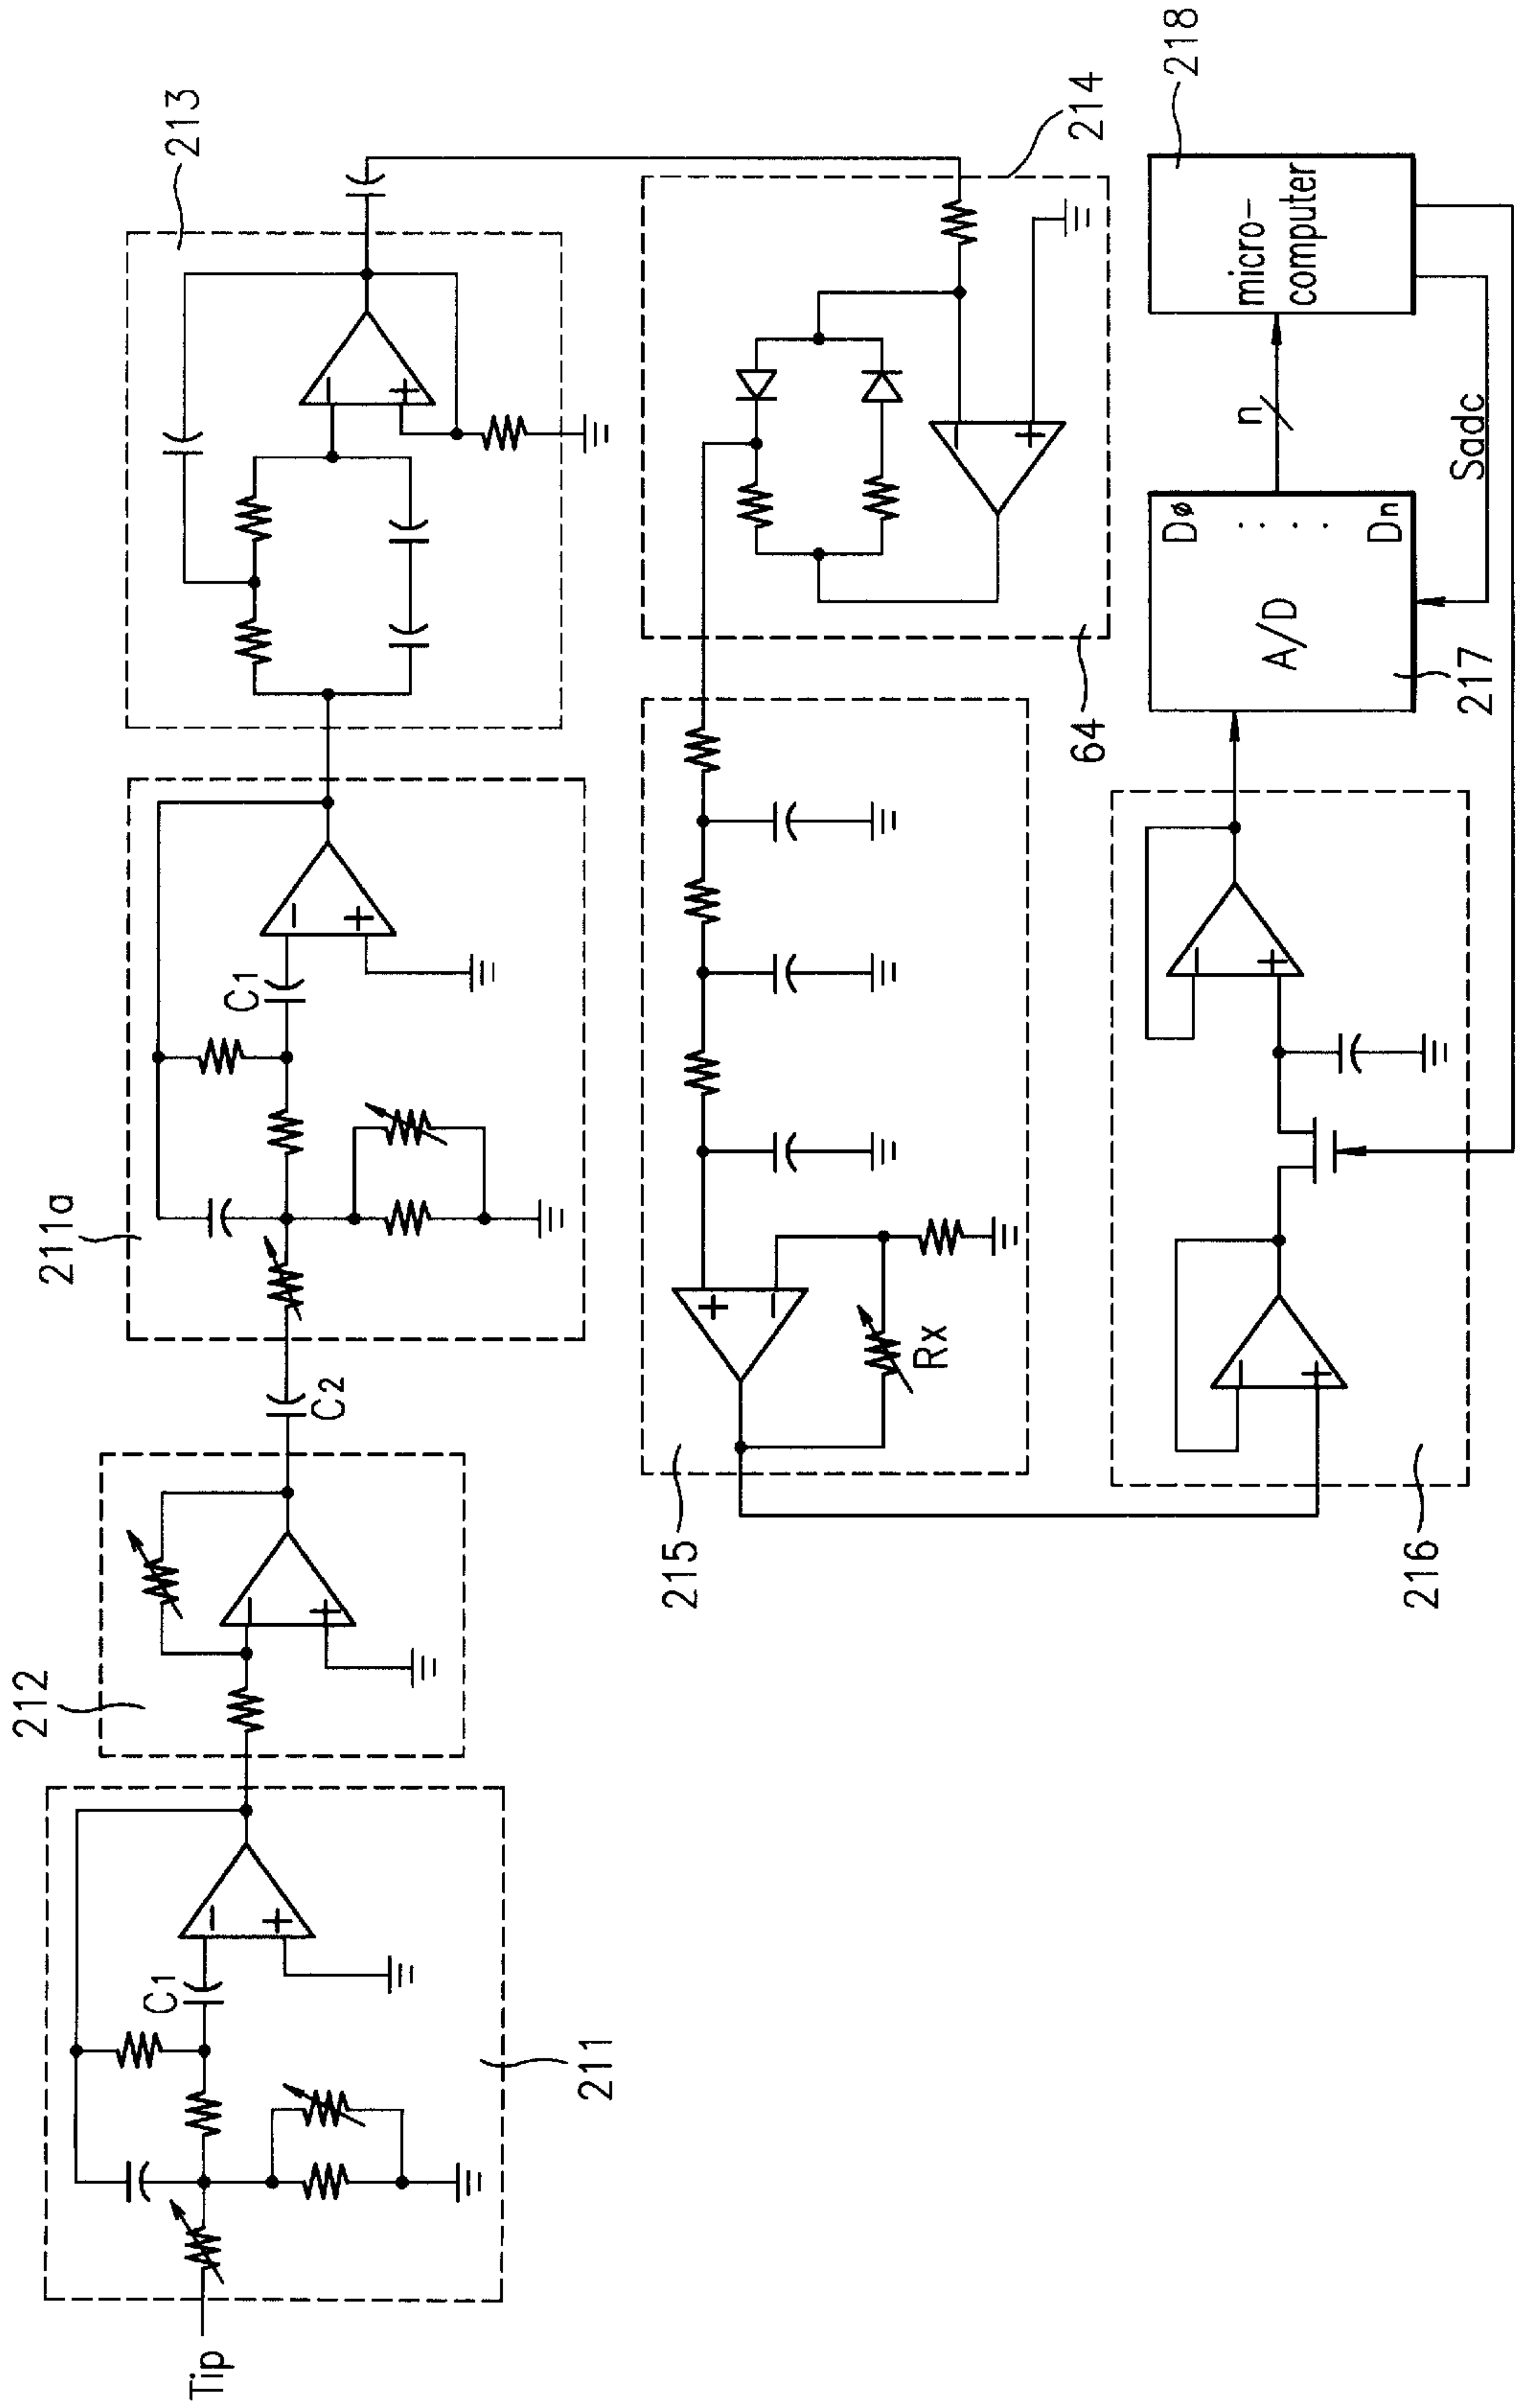 Tip
211
C1
212
C2
211a
C1
213
214
64
215
Rx
216
A/D
Dø
Dn
217
n
Sadc
micro-
computer
218